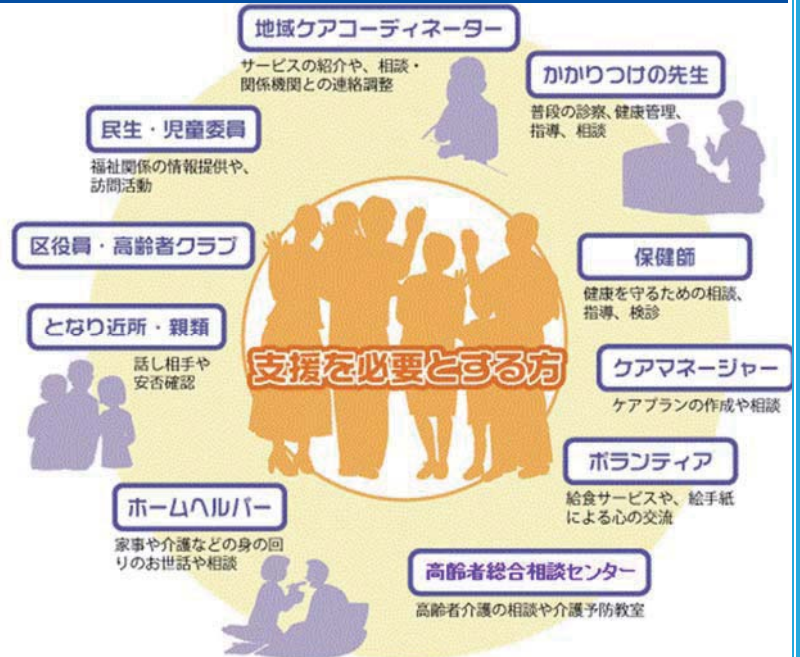 地域ケアコーディネーター
サービスの紹介や、相談・
関係機関との連絡調整
かかりつけの先生
普段の診察、健康管理、
指導、相談
民生・児童委員
福祉関係の情報提供や、
訪問活動
区役員・高齢者クラブ
保健師
健康を守るための相談、
指導、検診
となり近所・親類
話し相手や
安否確認
支援を必要とする方
ケアマネージャー
ケアプランの作成や相談
ボランティア
給食サービスや、絵手紙
による心の交流
ホームヘルパー
家事や介護などの身の回
りのお世話や相談
高齢者総合相談センター
高齢者介護の相談や介護予防教室